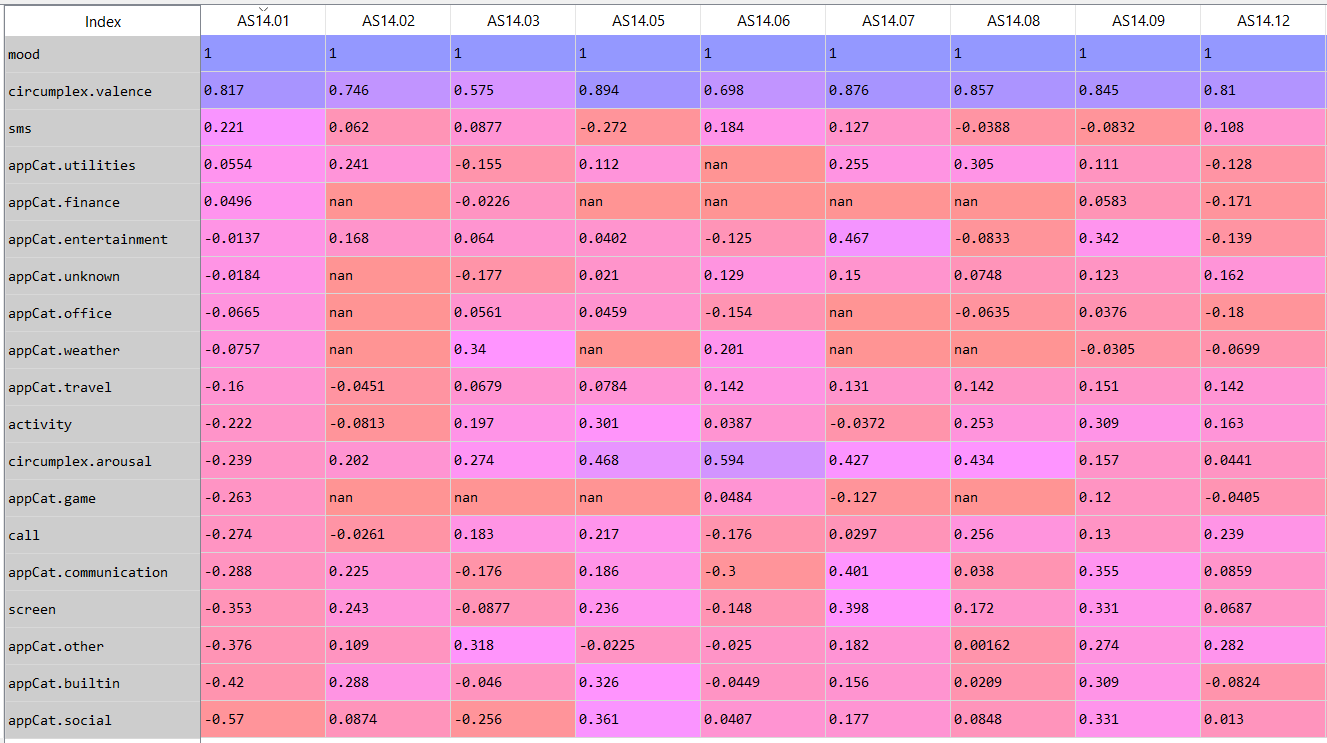 Index AS14.01 AS14.02 AS14.03 AS14.05 AS14.06 AS14.07 AS14.08 AS14.09 AS14.12
mood 1 1 1 1 1 1 1 1 1
circumplex.valence 0.817 0.746 0.575 0.894 0.698 0.876 0.857 0.845 0.81
sms 0.221 0.062 0.0877 -0.272 0.184 0.127 -0.0388 -0.0832 0.108
appCat.utilities 0.0554 0.241 -0.155 0.112 nan 0.255 0.305 0.111 -0.128
appCat.finance 0.0496 nan -0.0226 nan nan nan nan 0.0583 -0.171
appCat.entertainment -0.0137 0.168 0.064 0.0402 -0.125 0.467 -0.0833 0.342 -0.139
appCat.unknown -0.0184 nan -0.177 0.021 0.129 0.15 0.0748 0.123 0.162
appCat.office -0.0665 nan 0.0561 0.0459 -0.154 nan -0.0635 0.0376 -0.18
appCat.weather -0.0757 nan 0.34 nan 0.201 nan nan -0.0305 -0.0699
appCat.travel -0.16 -0.0451 0.0679 0.0784 0.142 0.131 0.142 0.151 0.142
activity -0.222 -0.0813 0.197 0.301 0.0387 -0.0372 0.253 0.309 0.163
circumplex.arousal -0.239 0.202 0.274 0.468 0.594 0.427 0.434 0.157 0.0441
appCat.game -0.263 nan nan nan 0.0484 -0.127 nan 0.12 -0.0405
call -0.274 -0.0261 0.183 0.217 -0.176 0.0297 0.256 0.13 0.239
appCat.communication -0.288 0.225 -0.176 0.186 -0.3 0.401 0.038 0.355 0.0859
screen -0.353 0.243 -0.0877 0.236 -0.148 0.398 0.172 0.331 0.0687
appCat.other -0.376 0.109 0.318 -0.0225 -0.025 0.182 0.00162 0.274 0.282
appCat.builtin -0.42 0.288 -0.046 0.326 -0.0449 0.156 0.0209 0.309 -0.0824
appCat.social -0.57 0.0874 -0.256 0.361 0.0407 0.177 0.0848 0.331 0.013